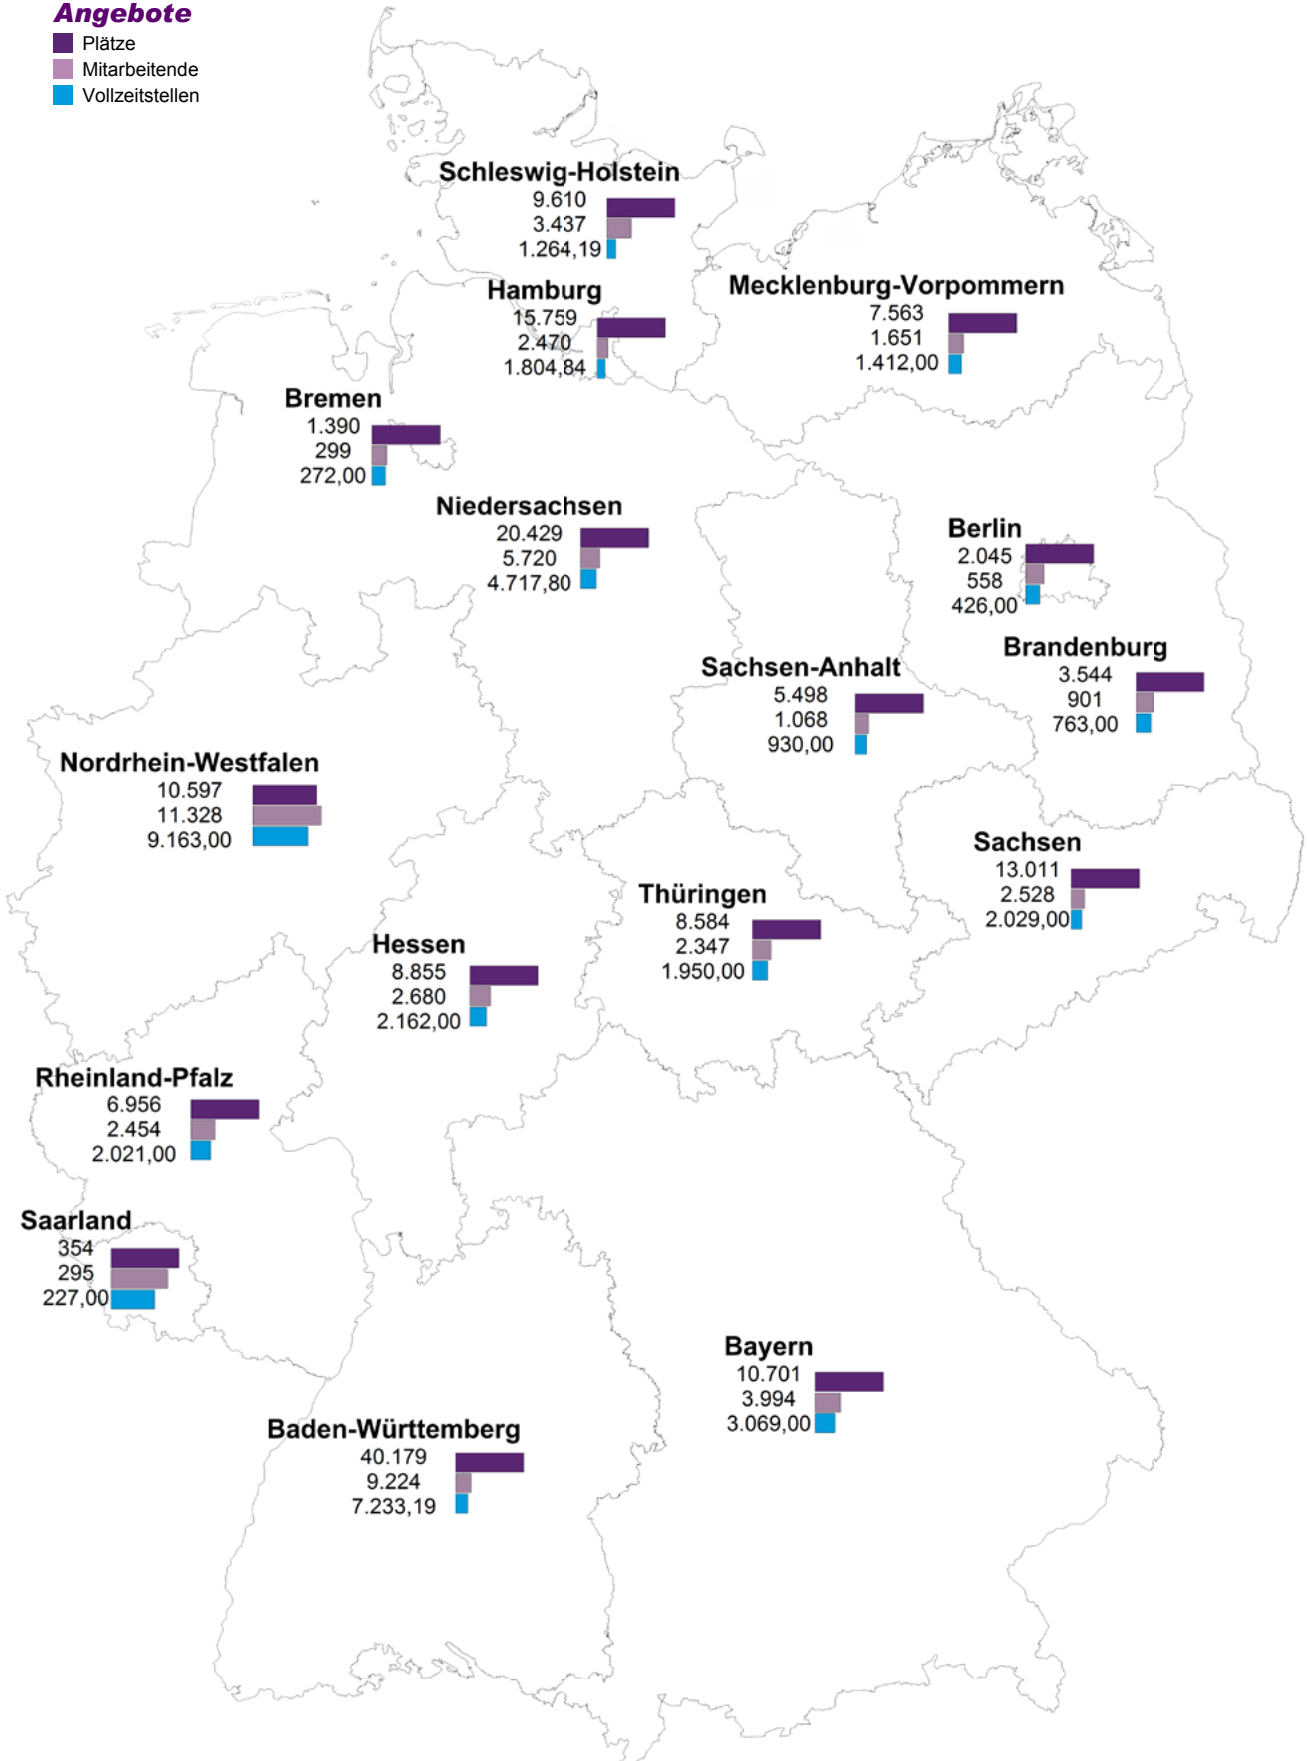 Angebote
Plätze
Mitarbeitende
Vollzeitstellen
Schleswig-Holstein
9.610
3.437
1.264,19
Hamburg
15.759
2.470
1.804,84
Mecklenburg-Vorpommern
7.563
1.651
1.412,00
Bremen
1.390
299
272,00
Niedersachsen
20.429
5.720
4.717,80
Berlin
2.045
558
426,00
Brandenburg
3.544
901
763,00
Sachsen-Anhalt
5.498
1.068
930,00
Nordrhein-Westfalen
10.597
11.328
9.163,00
Sachsen
13.011
2.528
2.029,00
Thüringen
8.584
2.347
1.950,00
Hessen
8.855
2.680
2.162,00
Rheinland-Pfalz
6.956
2.454
2.021,00
Saarland
354
295
227,00
Bayern
10.701
3.994
3.069,00
Baden-Württemberg
40.179
9.224
7.233,19